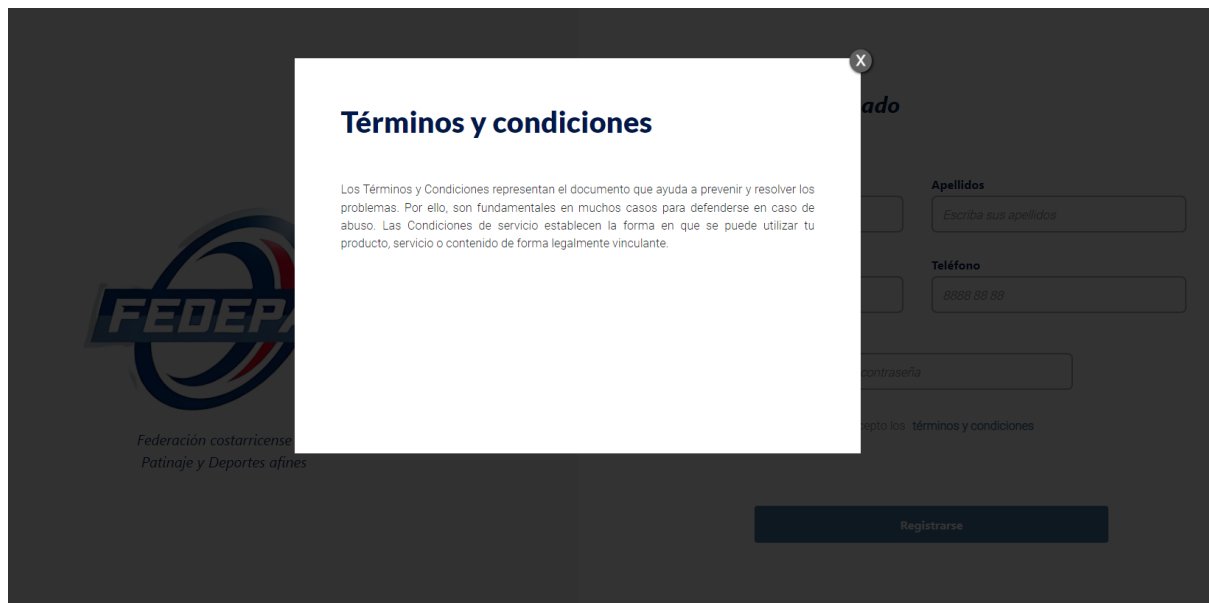 X
Términos y condiciones
Los Términos y Condiciones representan el documento que ayuda a prevenir y resolver los
problemas. Por ello, son fundamentales en muchos casos para defenderse en caso de
abuso. Las Condiciones de servicio establecen la forma en que se puede utilizar tu
producto, servicio o contenido de forma legalmente vinculante.
FEDEPA
Federación costarricense
Patinaje y Deportes afines
ado
Apellidos
Escriba sus apellidos
Teléfono
8888 88 88
contraseña
cepto los términos y condiciones
Registrarse